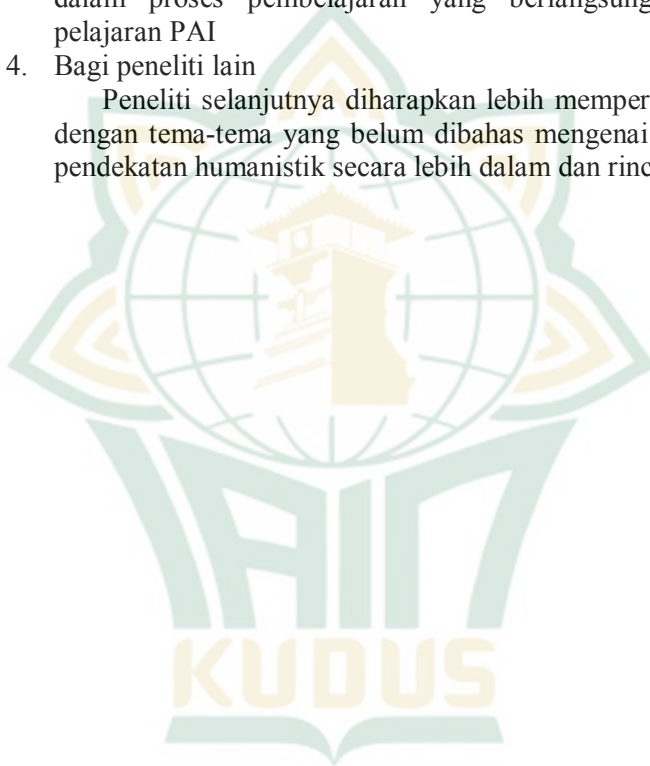 dalam proses pembelajaran yang berlangsung
pelajaran PAI
4. Bagi peneliti lain
Peneliti selanjutnya diharapkan lebih memper
dengan tema-tema yang belum dibahas mengenai
pendekatan humanistik secara lebih dalam dan rinc
IAIN
KUDUS